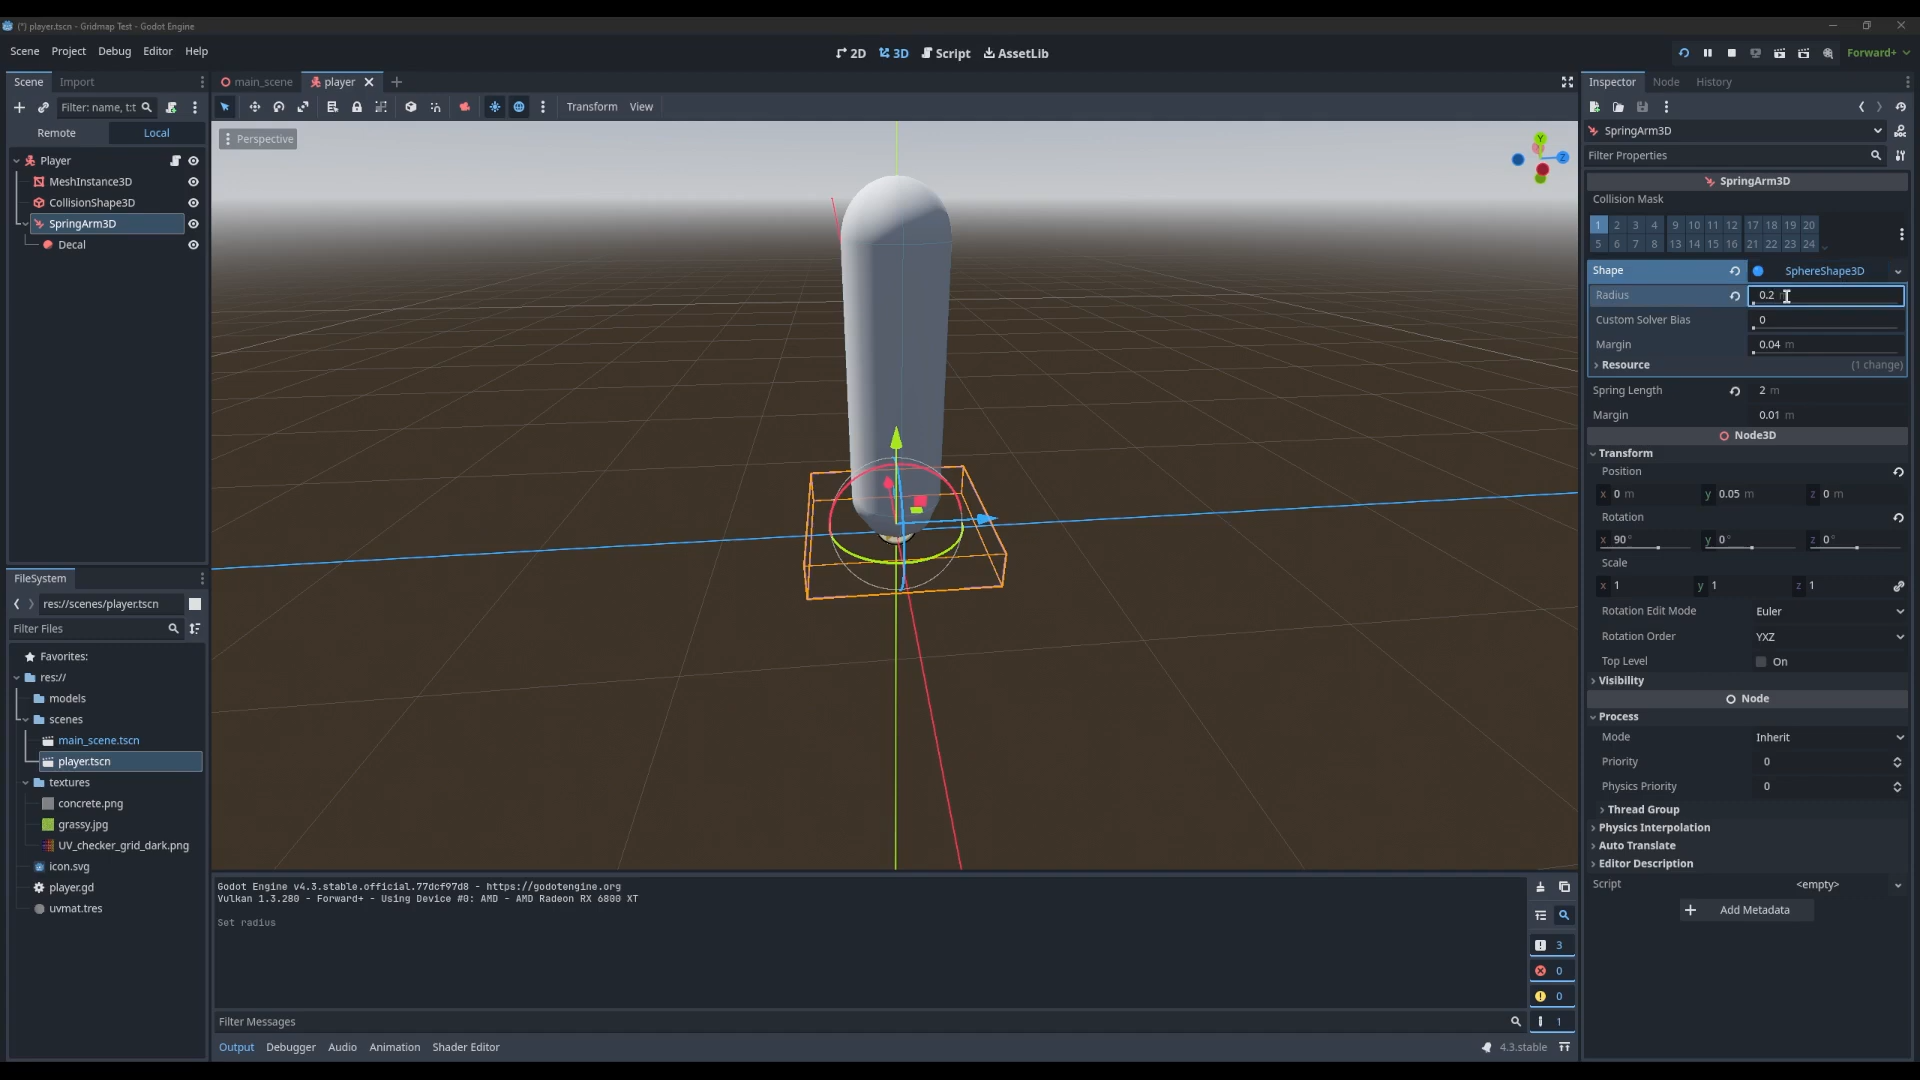 (*) player.tscn - Gridmap Test - Godot Engine
Scene Project Debug Editor Help
2D 3D Script AssetLib
Forward+
Scene Import
main_scene player
Inspector Node History
Filter: name, t:t
Transform View
Remote Local
Perspective
SpringArm3D
Filter Properties
Player
MeshInstance3D
CollisionShape3D
SpringArm3D
Decal
Y
Z
SpringArm3D
Collision Mask
1 2 3 4 9 10 11 12 17 18 19 20
5 6 7 8 13 14 15 16 21 22 23 24
Shape SphereShape3D
Radius 0.2
Custom Solver Bias 0
Margin 0.04 m
Resource (1 change)
Spring Length 2 m
Margin 0.01 m
Node3D
Transform
Position
x 0 m y 0.05 m z 0 m
Rotation
x 90 ° y 0 ° z 0 °
Scale
x 1 y 1 z 1
Rotation Edit Mode Euler
Rotation Order YXZ
Top Level On
Visibility
Node
Process
Mode Inherit
Priority 0
Physics Priority 0
Thread Group
Physics Interpolation
Auto Translate
Editor Description
Script <empty>
Add Metadata
FileSystem
res://scenes/player.tscn
Filter Files
Favorites:
res://
models
scenes
main_scene.tscn
player.tscn
textures
concrete.png
grassy.jpg
UV_checker_grid_dark.png
icon.svg
player.gd
uvmat.tres
Godot Engine v4.3.stable.official.77dcf97d8 - https://godotengine.org
Vulkan 1.3.280 - Forward+ - Using Device #0: AMD - AMD Radeon RX 6800 XT
Set radius
3
0
0
1
Filter Messages
Output Debugger Audio Animation Shader Editor
4.3.stable